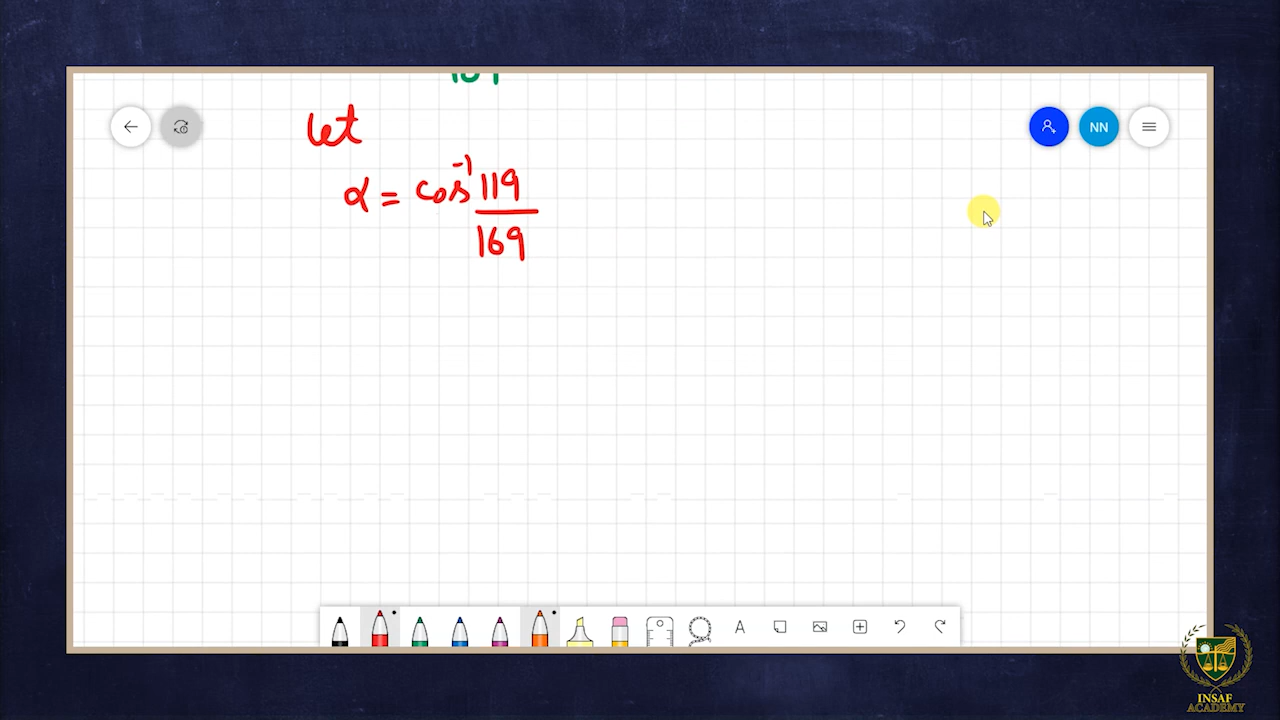 let
α = cos⁻¹ 119
169
NN
A
INSAF
ACADEMY